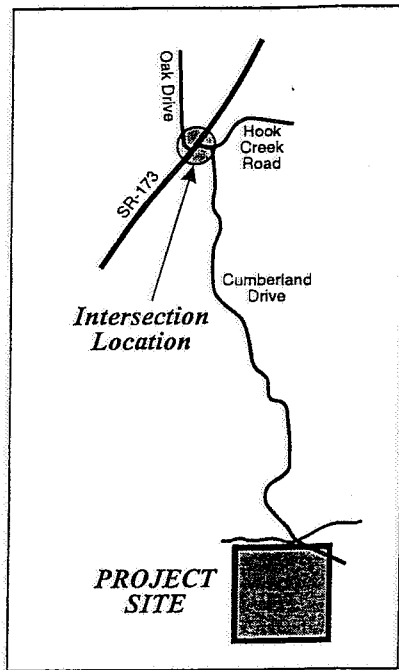 Oak Drive
Hook
Creek
Road
SR-173
Cumberland
Drive
Intersection
Location
PROJECT
SITE